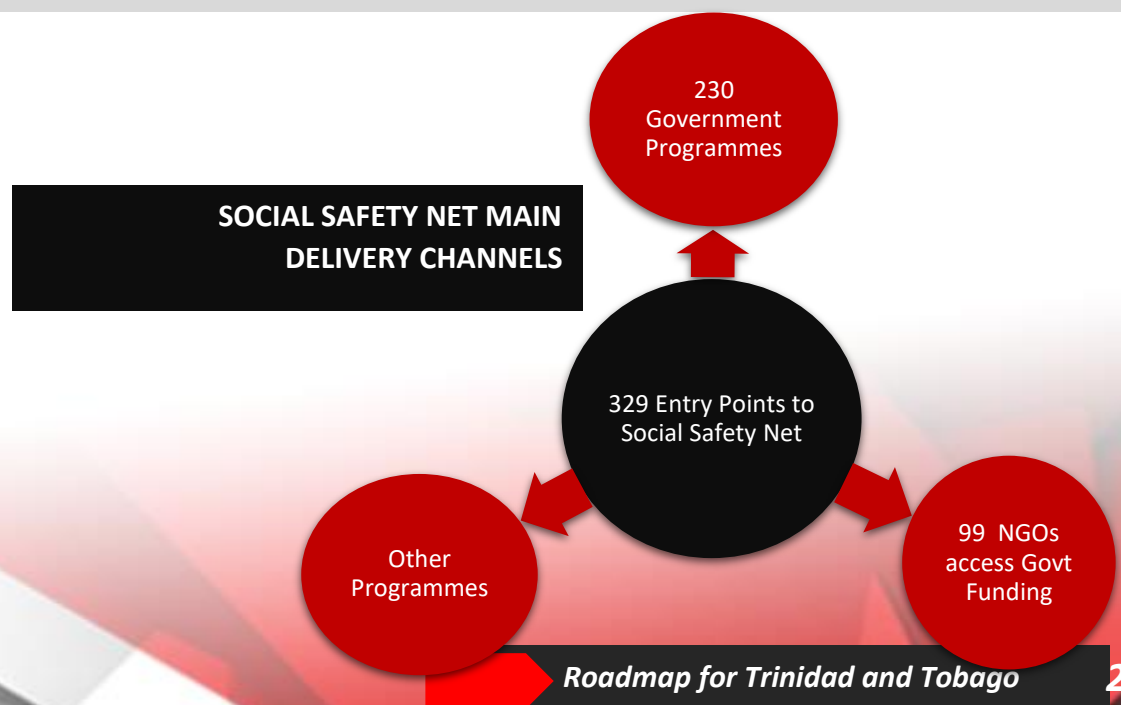 230
Government
Programmes
SOCIAL SAFETY NET MAIN
DELIVERY CHANNELS
329 Entry Points to
Social Safety Net
Other
Programmes
99 NGOs
access Govt
Funding
Roadmap for Trinidad and Tobago